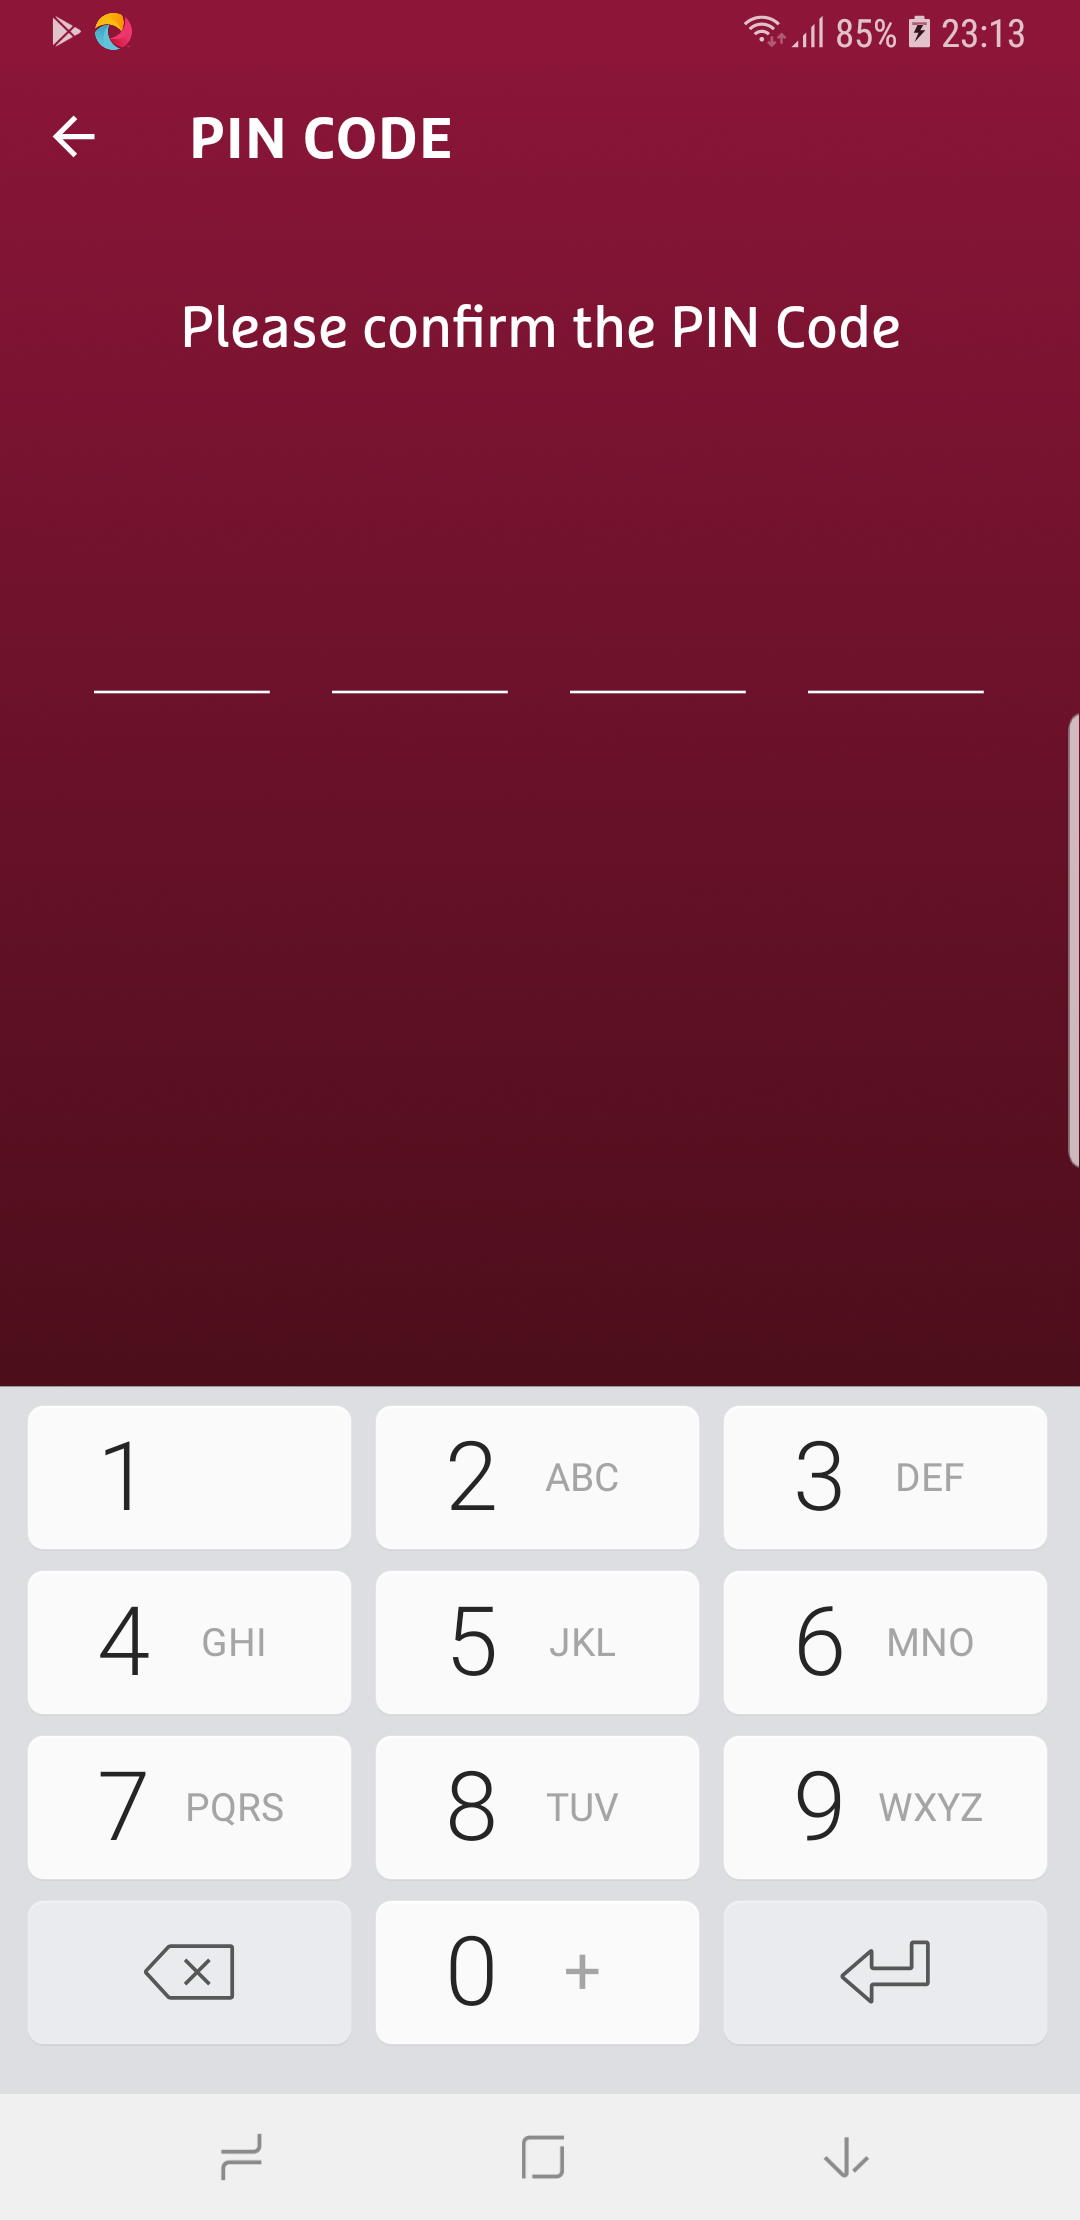 85% 23:13
PIN CODE
Please confirm the PIN Code
1 2 ABC 3 DEF
4 GHI 5 JKL 6 MNO
7 PQRS 8 TUV 9 WXYZ
0 +